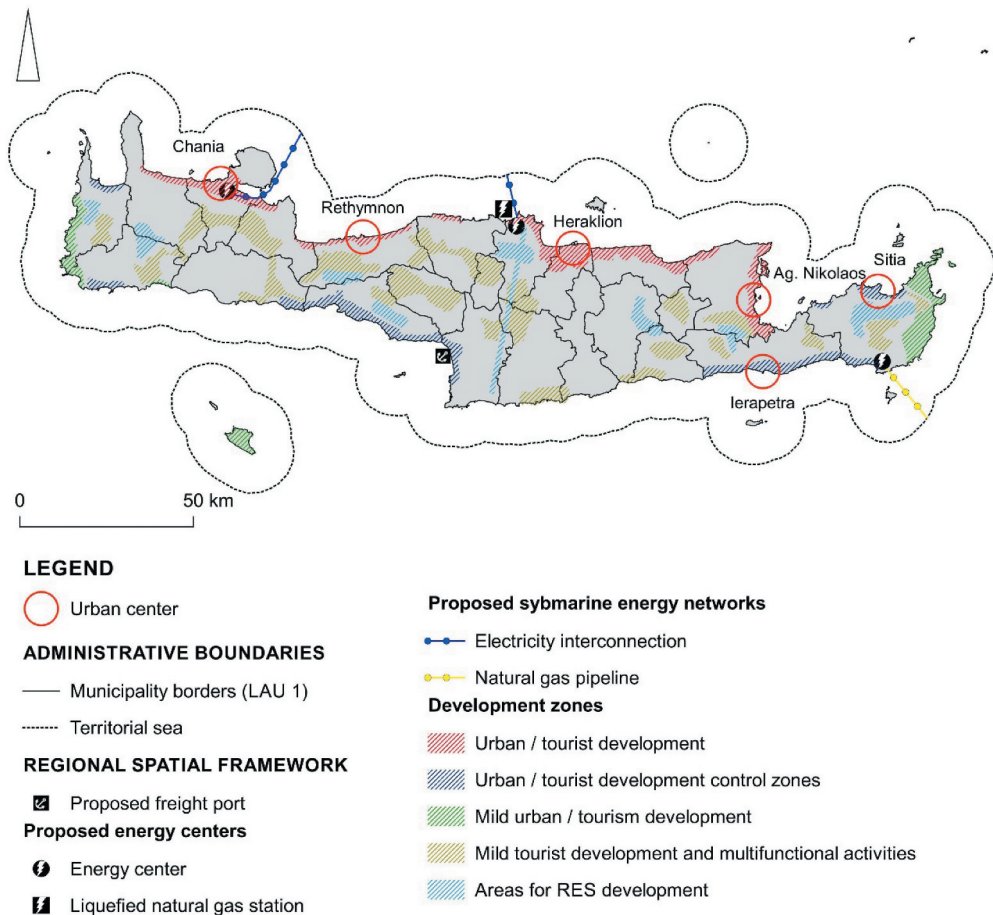 Chania
Rethymnon
Heraklion
Ag. Nikolaos
Sitia
Ierapetra
0
50 km
LEGEND
Urban center
ADMINISTRATIVE BOUNDARIES
Municipality borders (LAU 1)
Territorial sea
REGIONAL SPATIAL FRAMEWORK
Proposed freight port
Proposed energy centers
Energy center
Liquefied natural gas station
Proposed sybmarine energy networks
Electricity interconnection
Natural gas pipeline
Development zones
Urban / tourist development
Urban / tourist development control zones
Mild urban / tourism development
Mild tourist development and multifunctional activities
Areas for RES development